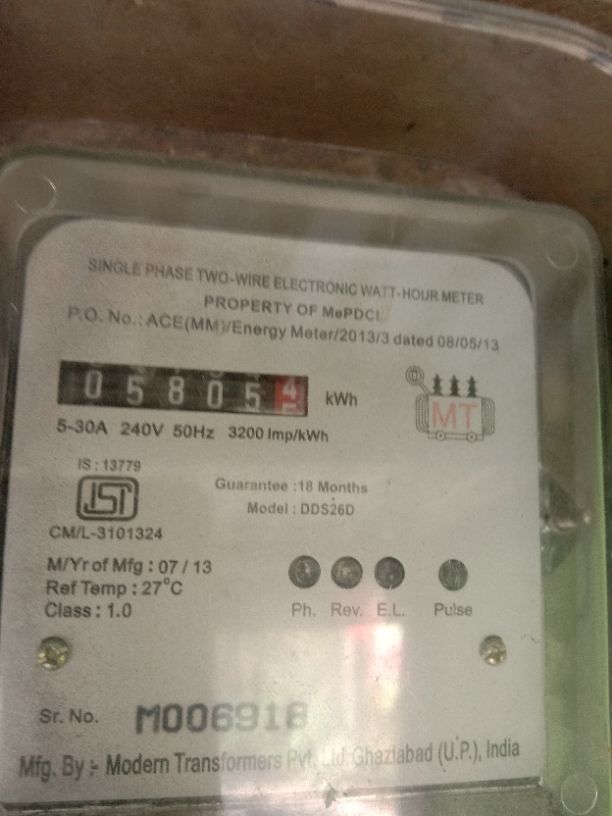 SINGLE PHASE TWO-WIRE ELECTRONIC WATT-HOUR METER
PROPERTY OF MePDCL
P.O. No.: ACE(MM)/Energy Meter/2013/3 dated 08/05/13
05805 kWh
5-30A 240V 50Hz 3200 Imp/kWh
MT
IS : 13779
ISI
Guarantee :18 Months
Model : DDS26D
CM/L-3101324
M/Yr of Mfg : 07 / 13
Ref Temp : 27°C
Class : 1.0
Ph. Rev. E.L. Pulse
Sr. No. M006918
Mfg. By :- Modern Transformers Pvt. Ltd. Ghaziabad (U.P.), India